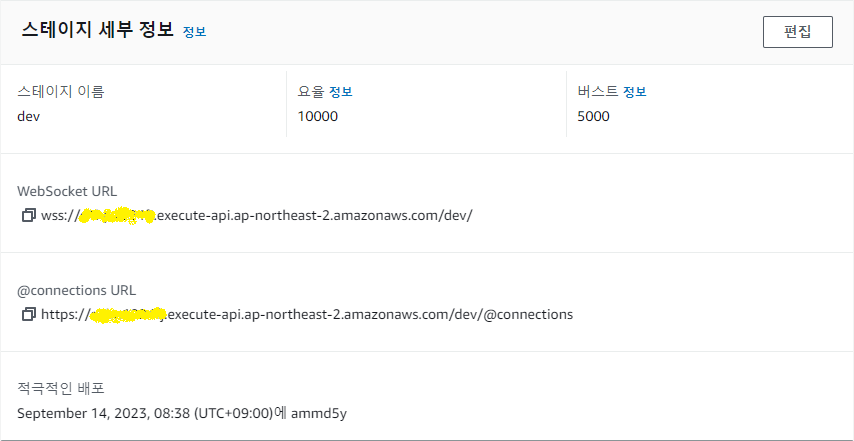 스테이지 세부 정보 정보
편집
스테이지 이름
dev
요율 정보
10000
버스트 정보
5000
WebSocket URL
wss://.execute-api.ap-northeast-2.amazonaws.com/dev/
@connections URL
https://.execute-api.ap-northeast-2.amazonaws.com/dev/@connections
적극적인 배포
September 14, 2023, 08:38 (UTC+09:00)에 ammd5y